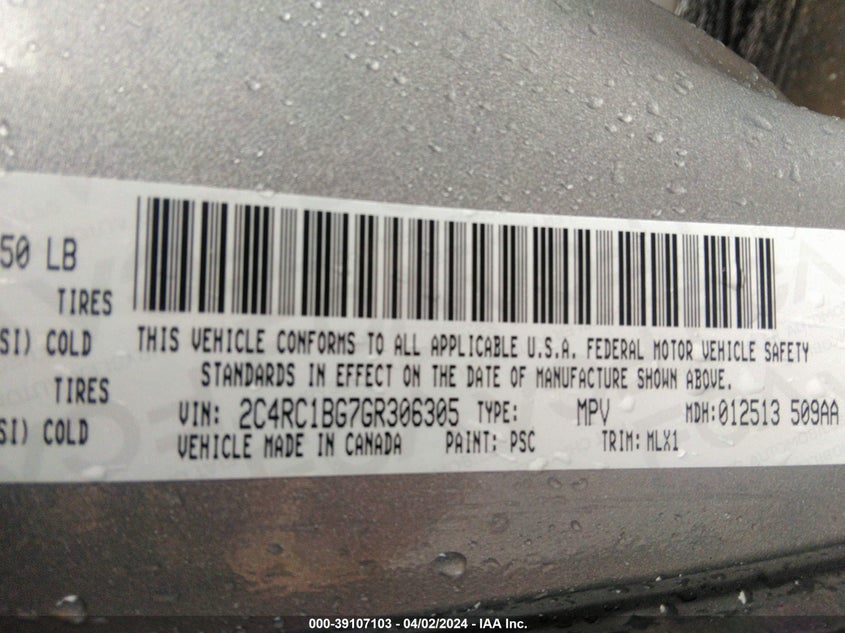 50 LB
TIRES
SI) COLD
TIRES
SI) COLD
THIS VEHICLE CONFORMS TO ALL APPLICABLE U.S.A. FEDERAL MOTOR VEHICLE SAFETY
STANDARDS IN EFFECT ON THE DATE OF MANUFACTURE SHOWN ABOVE.
VIN: 2C4RC1BG7GR306305 TYPE: MPV MDH:012513 509AA
VEHICLE MADE IN CANADA PAINT: PSC TRIM: MLX1
000-39107103 - 04/02/2024 - IAA Inc.